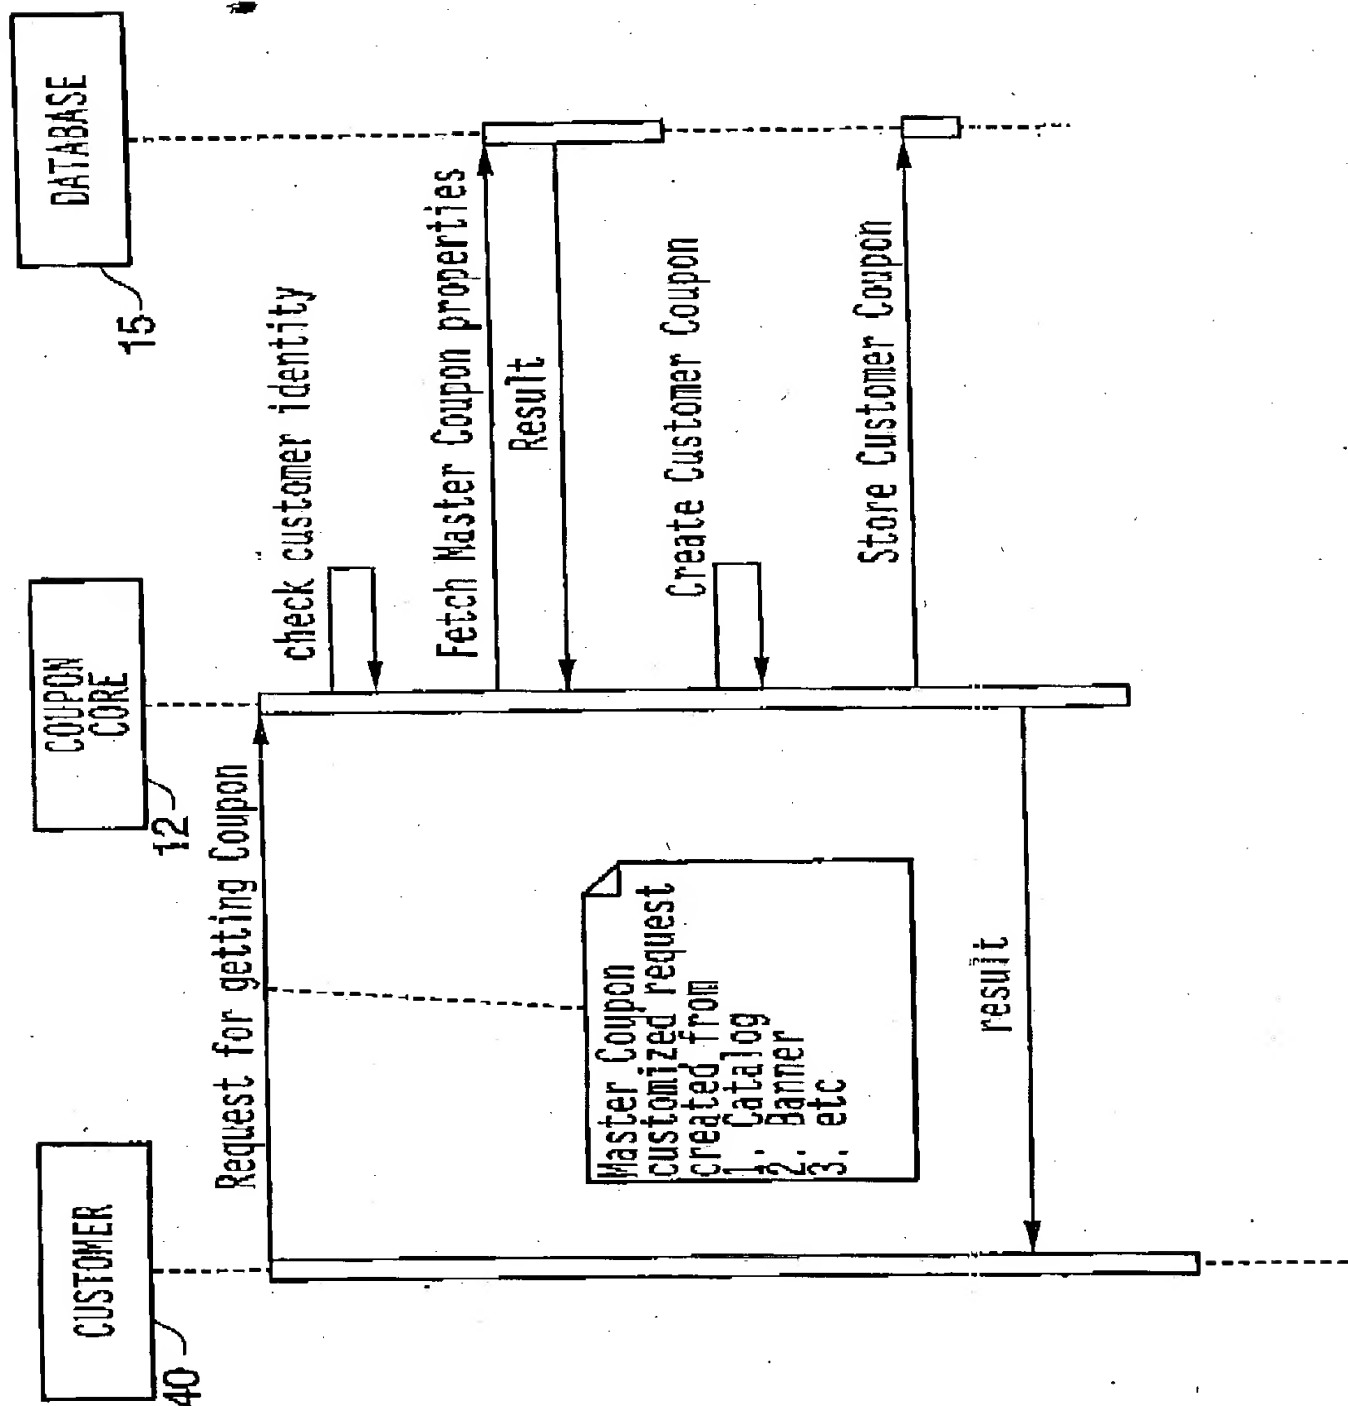 CUSTOMER
40
COUPON
CORE
12
DATABASE
15
Request for getting Coupon
check customer identity
Fetch Master Coupon properties
Result
Master Coupon
customized request
created from
1. Catalog
2. Banner
3. etc
Create Customer Coupon
Store Customer Coupon
result